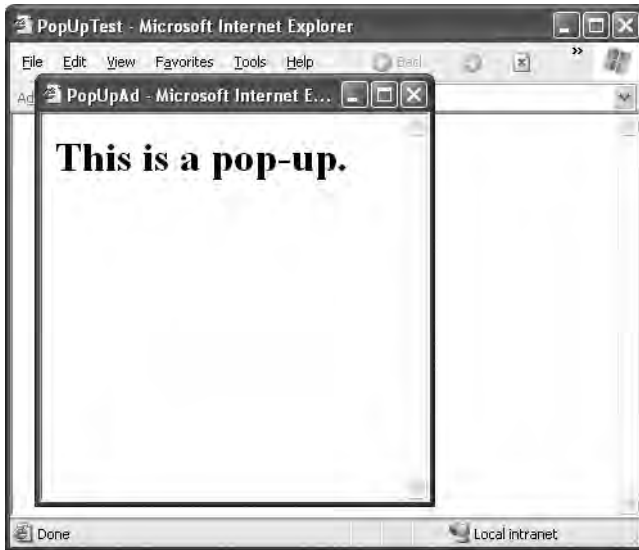 PopUpTest - Microsoft Internet Explorer
File Edit View Favorites Tools Help
PopUpAd - Microsoft Internet E...
This is a pop-up.
Done
Local intranet